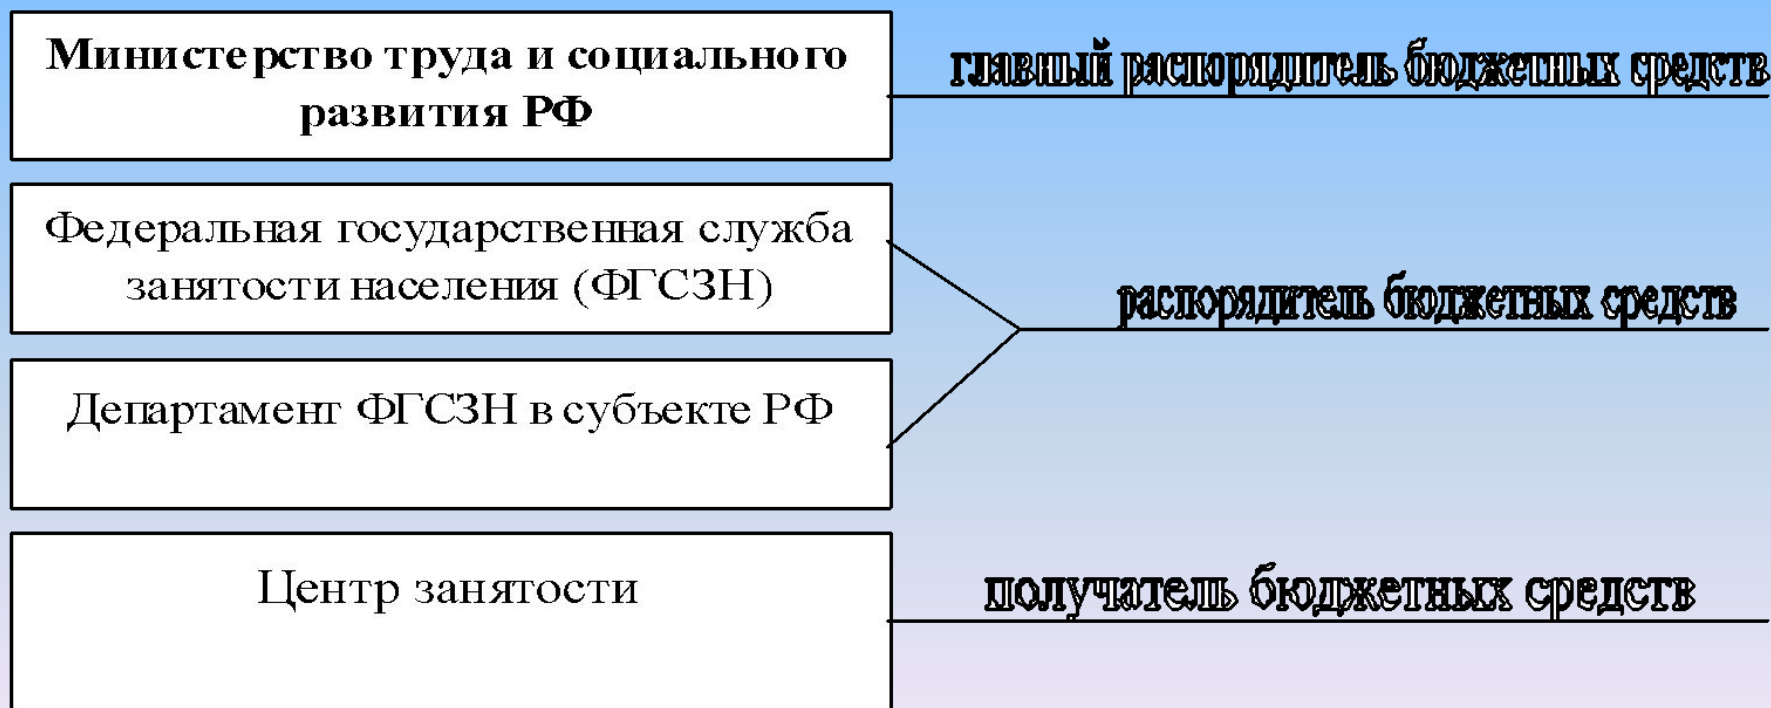 Министерство труда и социального
развития РФ
главный распорядитель бюджетных средств
Федеральная государственная служба
занятости населения (ФГСЗН)
распорядитель бюджетных средств
Департамент ФГСЗН в субъекте РФ
Центр занятости
получатель бюджетных средств